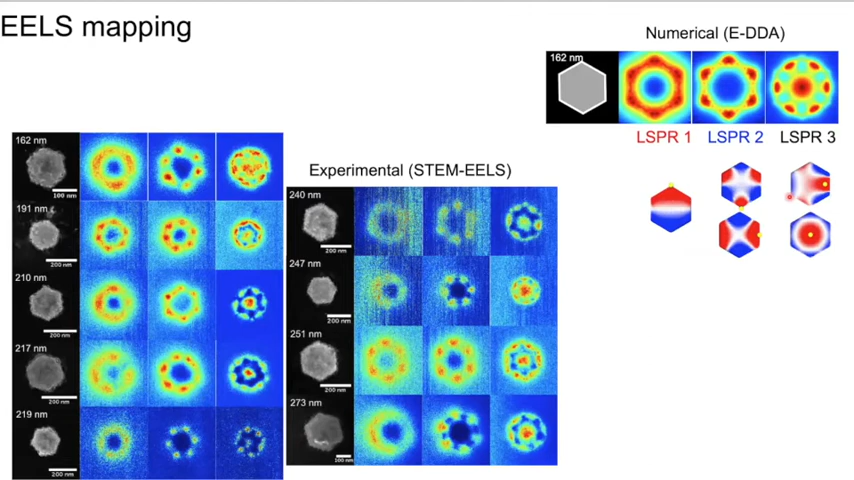 EELS mapping
Numerical (E-DDA)
162 nm
LSPR 1 LSPR 2 LSPR 3
Experimental (STEM-EELS)
162 nm
100 nm
191 nm
200 nm
210 nm
200 nm
217 nm
200 nm
219 nm
200 nm
240 nm
200 nm
247 nm
200 nm
251 nm
200 nm
273 nm
100 nm